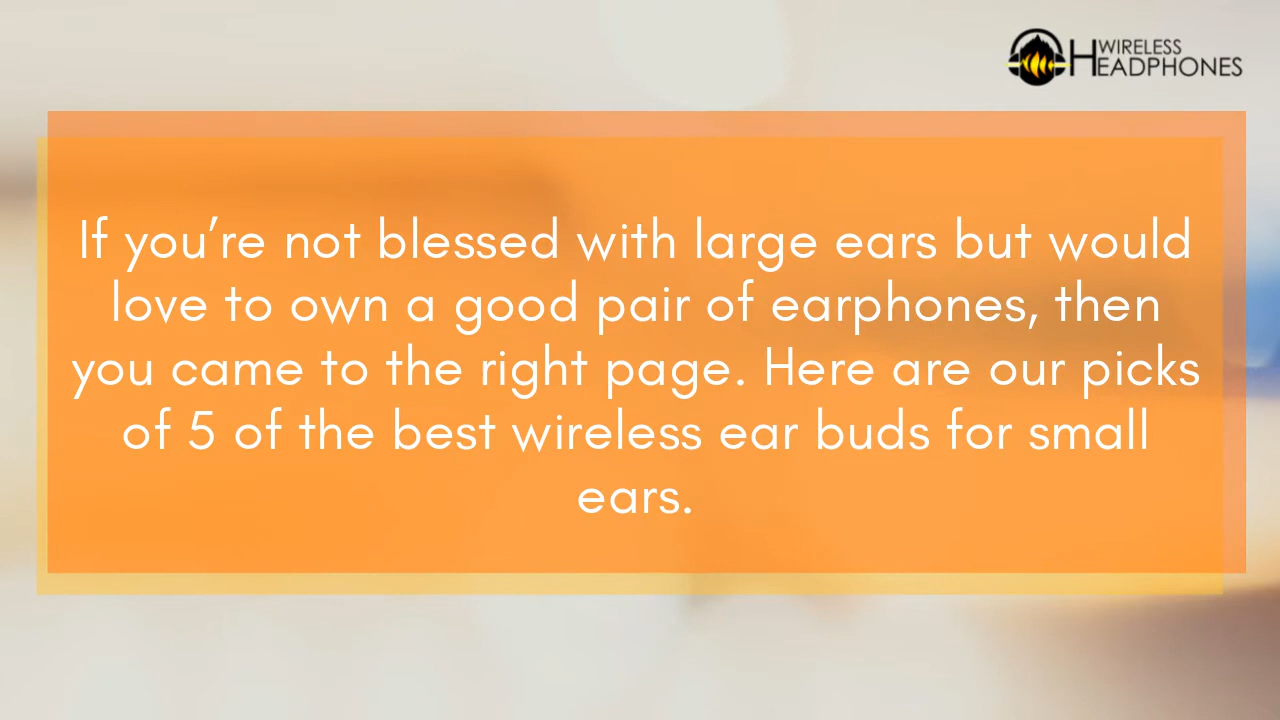 WIRELESS
HEADPHONES
If you’re not blessed with large ears but would
love to own a good pair of earphones, then
you came to the right page. Here are our picks
of 5 of the best wireless ear buds for small
ears.